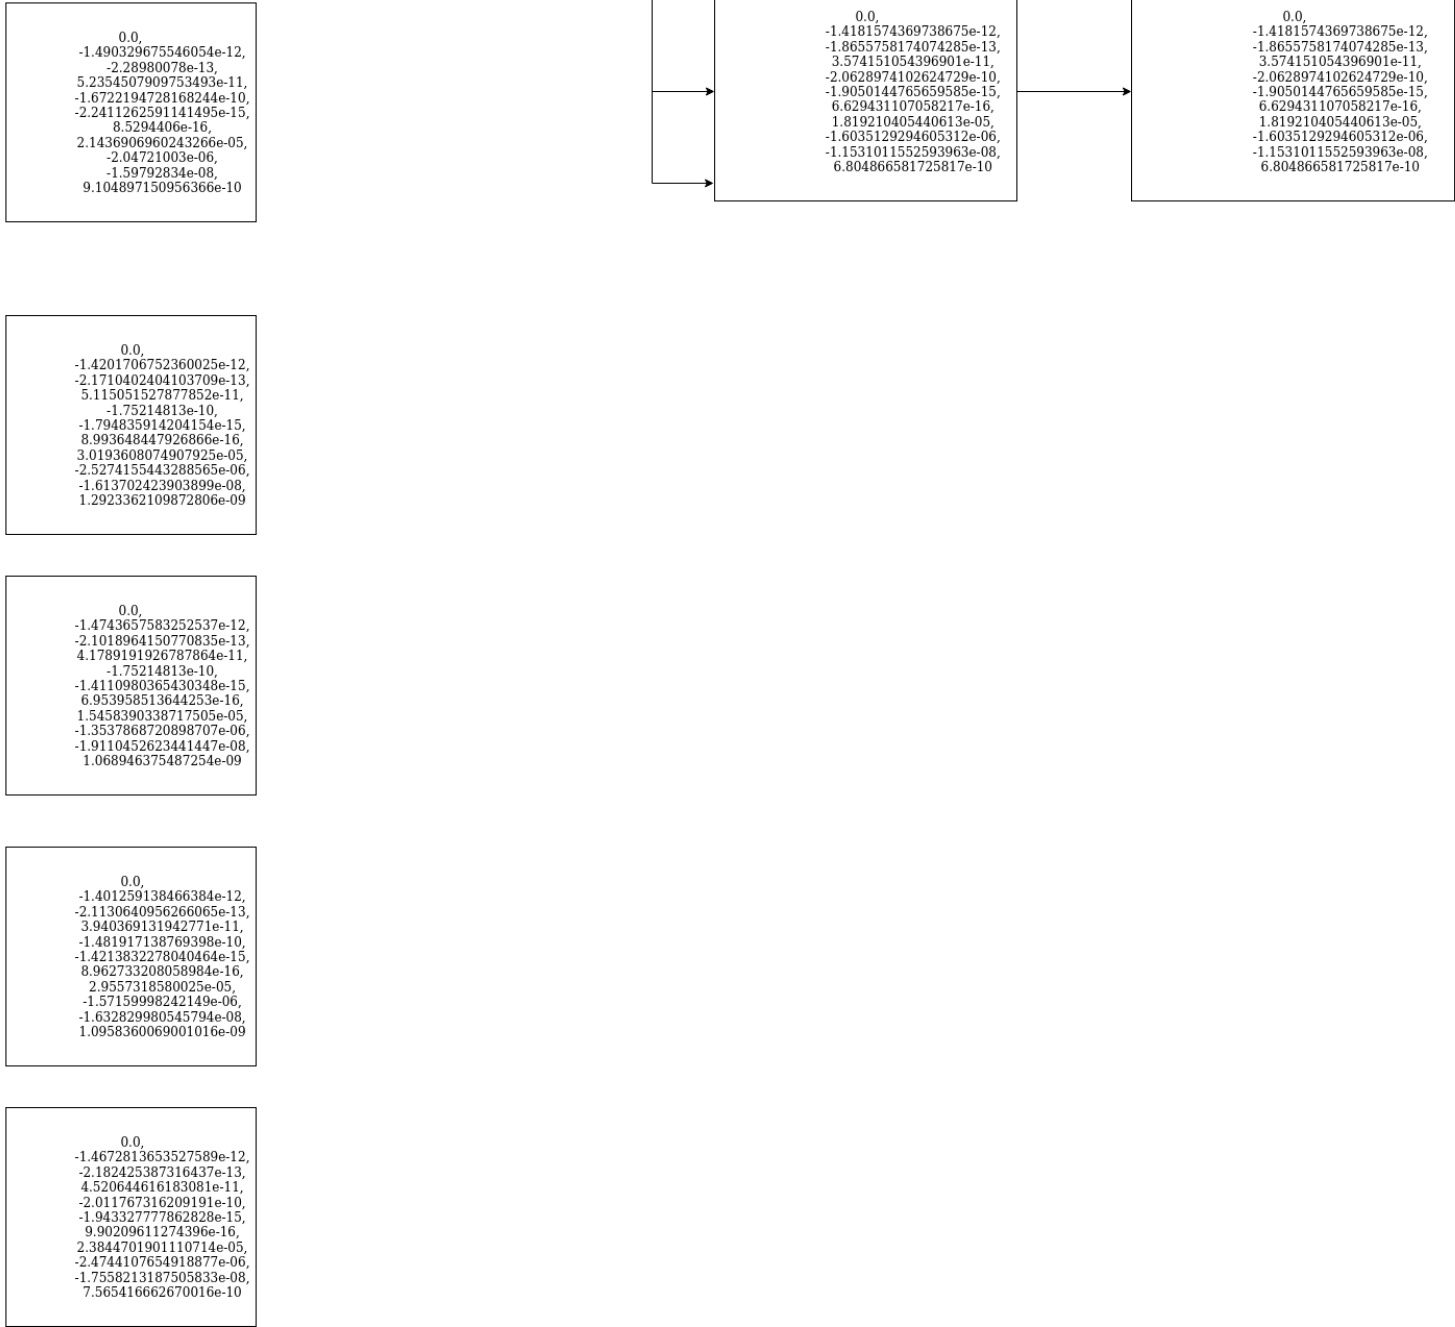 0.0,
-1.490329675546054e-12,
-2.28980078e-13,
5.2354507909753493e-11,
-1.6722194728168244e-10,
-2.2411262591141495e-15,
8.5294406e-16,
2.1436906960243266e-05,
-2.04721003e-06,
-1.59792834e-08,
9.104897150956366e-10
0.0,
-1.4181574369738675e-12,
-1.8655758174074285e-13,
3.574151054396901e-11,
-2.0628974102624729e-10,
-1.9050144765659585e-15,
6.629431107058217e-16,
1.819210405440613e-05,
-1.6035129294605312e-06,
-1.1531011552593963e-08,
6.804866581725817e-10
0.0,
-1.4181574369738675e-12,
-1.8655758174074285e-13,
3.574151054396901e-11,
-2.0628974102624729e-10,
-1.9050144765659585e-15,
6.629431107058217e-16,
1.819210405440613e-05,
-1.6035129294605312e-06,
-1.1531011552593963e-08,
6.804866581725817e-10
0.0,
-1.4201706752360025e-12,
-2.1710402404103709e-13,
5.115051527877852e-11,
-1.75214813e-10,
-1.794835914204154e-15,
8.993648447926866e-16,
3.0193608074907925e-05,
-2.5274155443288565e-06,
-1.613702423903899e-08,
1.2923362109872806e-09
0.0,
-1.4743657583252537e-12,
-2.1018964150770835e-13,
4.1789191926787864e-11,
-1.75214813e-10,
-1.4110980365430348e-15,
6.953958513644253e-16,
1.5458390338717505e-05,
-1.3537868720898707e-06,
-1.9110452623441447e-08,
1.068946375487254e-09
0.0,
-1.401259138466384e-12,
-2.1130640956266065e-13,
3.940369131942771e-11,
-1.481917138769398e-10,
-1.4213832278040464e-15,
8.962733208058984e-16,
2.9557318580025e-05,
-1.57159998242149e-06,
-1.632829980545794e-08,
1.0958360069001016e-09
0.0,
-1.4672813653527589e-12,
-2.182425387316437e-13,
4.520644616183081e-11,
-2.011767316209191e-10,
-1.943327777862828e-15,
9.90209611274396e-16,
2.3844701901110714e-05,
-2.4744107654918877e-06,
-1.7558213187505833e-08,
7.565416662670016e-10